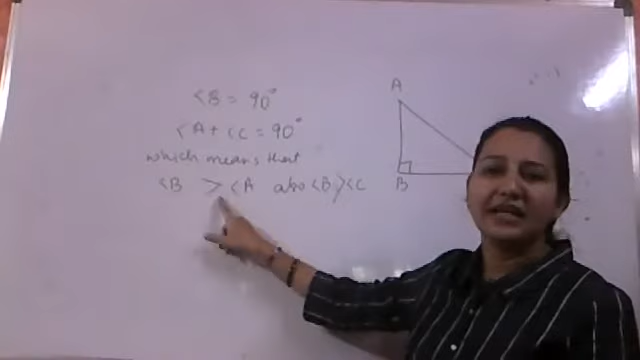 <B = 90°
<A + <C = 90°
which means that
<B > <A also <B > <C
A
B